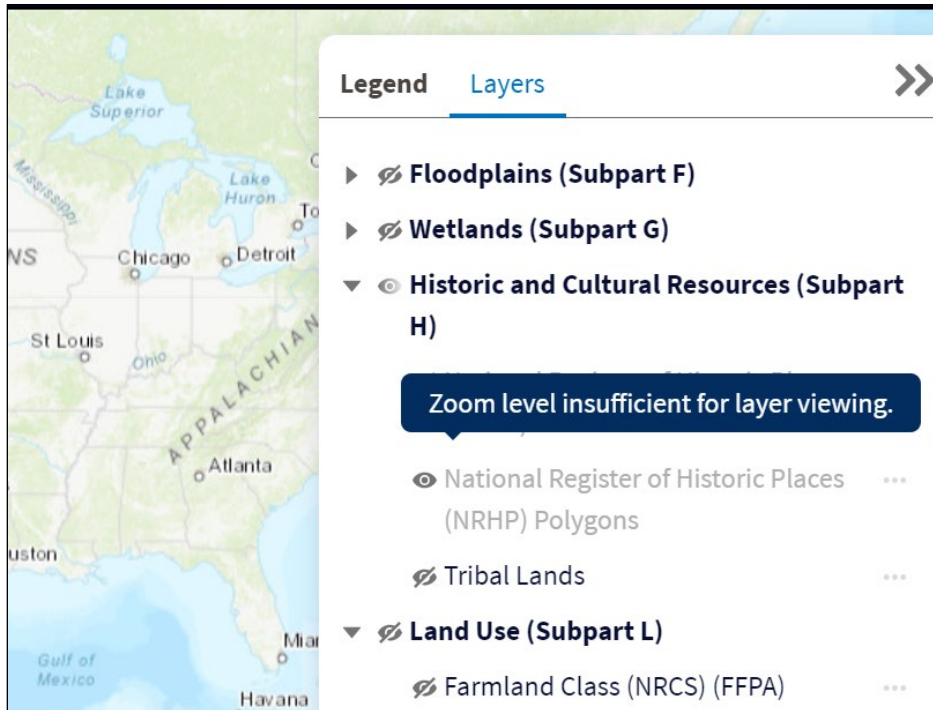 Legend Layers
Floodplains (Subpart F)
Wetlands (Subpart G)
Historic and Cultural Resources (Subpart
H)
Zoom level insufficient for layer viewing.
National Register of Historic Places
(NRHP) Polygons
Tribal Lands
Land Use (Subpart L)
Farmland Class (NRCS) (FFPA)
Lake
Superior
Mississippi
Lake
Huron
To
NS
Chicago
Detroit
St Louis
Ohio
APPALACHIAN
Atlanta
uston
Miar
Gulf of
Mexico
Havana